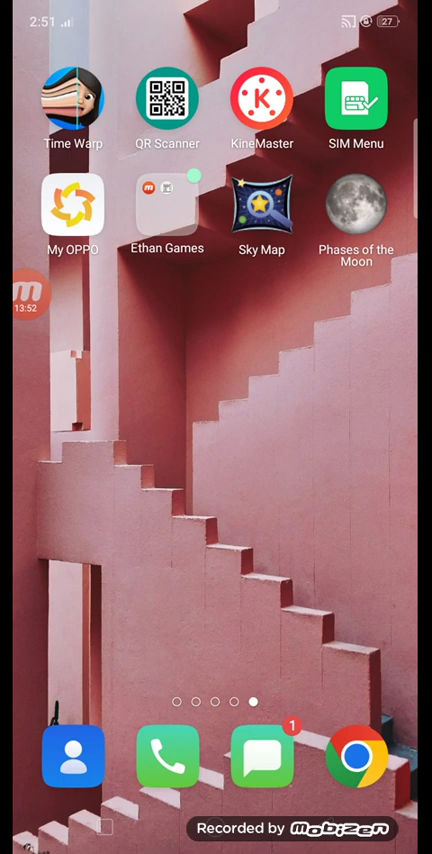 2:51
27
Time Warp
QR Scanner
KineMaster
SIM Menu
My OPPO
Ethan Games
Sky Map
Phases of the
Moon
m
13:52
1
Recorded by Mobizen